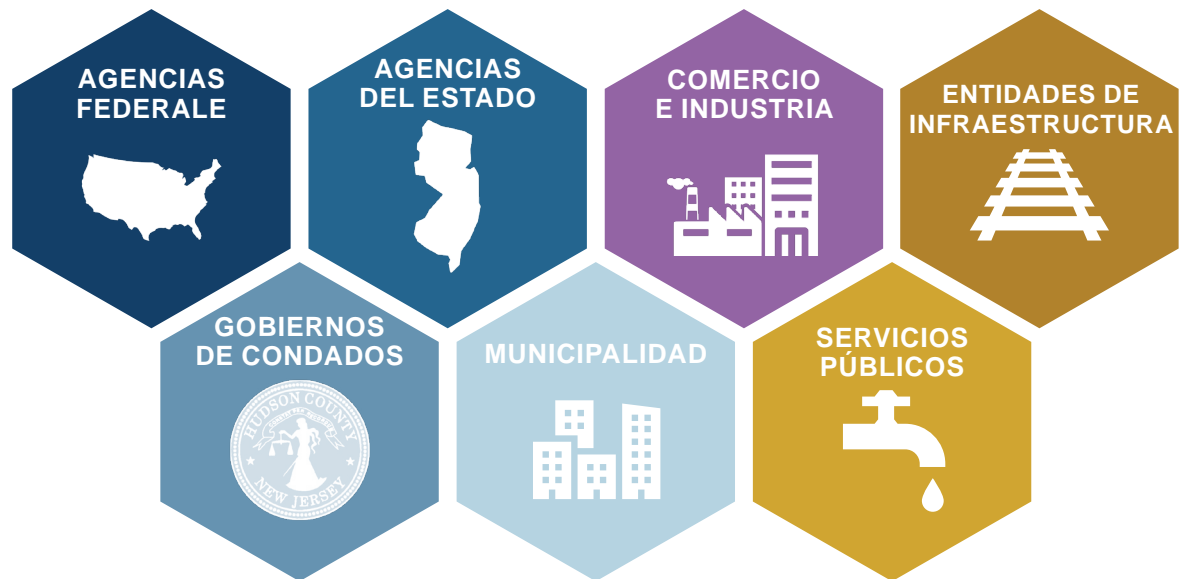 AGENCIAS
FEDERALE
AGENCIAS
DEL ESTADO
COMERCIO
E INDUSTRIA
ENTIDADES DE
INFRAESTRUCTURA
GOBIERNOS
DE CONDADOS
HUDSON COUNTY
NEW JERSEY
MUNICIPALIDAD
SERVICIOS
PÚBLICOS